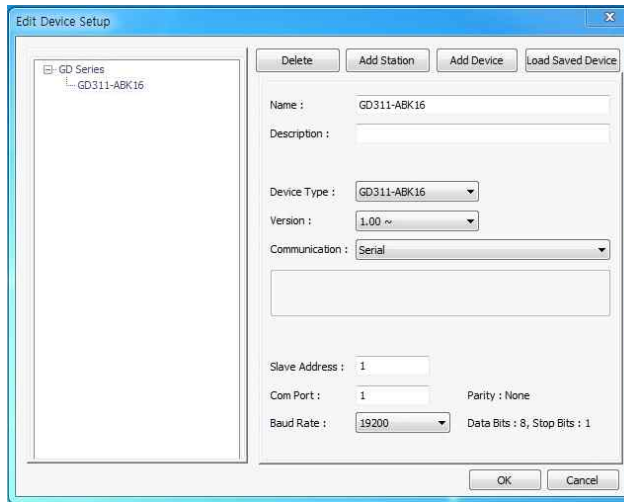 Edit Device Setup
x
GD Series
GD311-ABK16
Delete
Add Station
Add Device
Load Saved Device
Name : GD311-ABK16
Description :
Device Type : GD311-ABK16
Version : 1.00 ~
Communication : Serial
Slave Address : 1
Com Port : 1 Parity : None
Baud Rate : 19200 Data Bits : 8, Stop Bits : 1
OK
Cancel